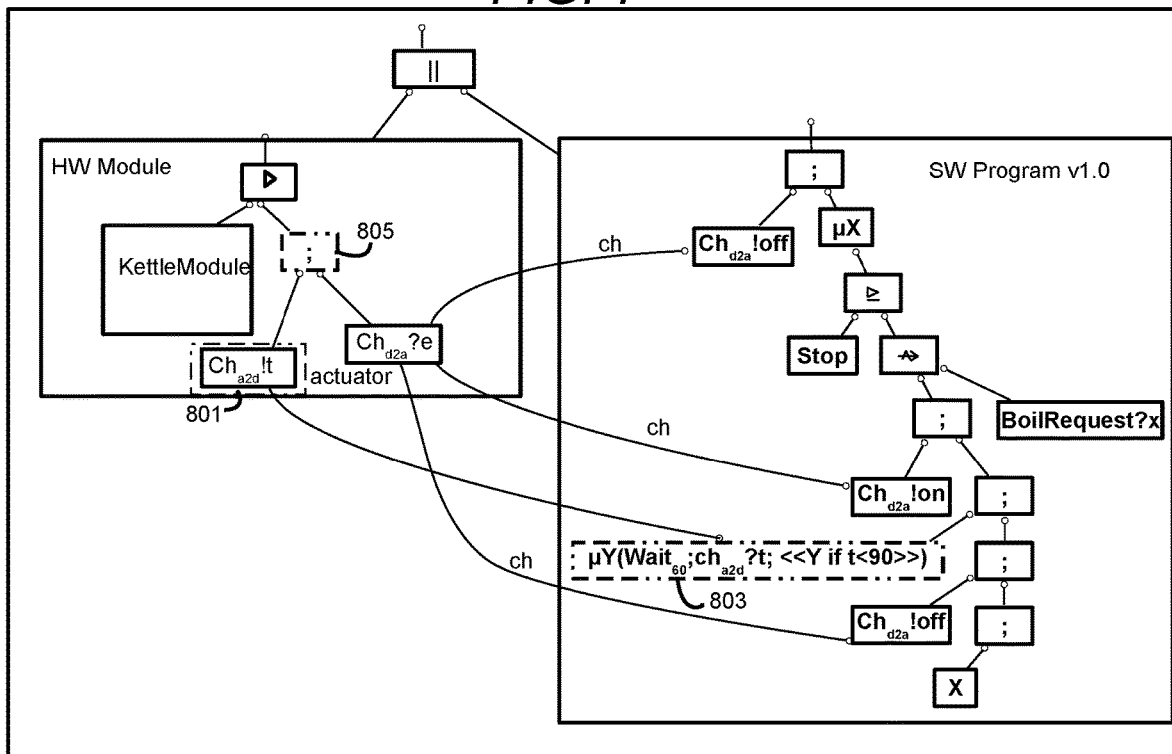 ||
HW Module
SW Program v1.0
;
Ch_d2a!off
μX
⊵
Stop
BoilRequest?x
;
Ch_d2a!on
;
μY(Wait_60;ch_a2d?t; <<Y if t<90>>)
803
;
Ch_d2a!off
;
X
▷
KettleModule
;
805
Ch_a2d!t
actuator
801
Ch_d2a?e
ch
ch
ch